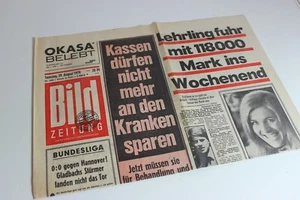 OKASA
BELEBT
Bild
ZEITUNG
BUNDESLIGA
0:0 gegen Hannover!
Gladbachs Stürmer
fanden nicht das Tor
Kassen
dürfen
nicht
mehr
an den
Kranken
sparen
Jetzt müssen sie
für Behandlung und
Lehrling fuhr
mit 118000
Mark ins
Wochenend